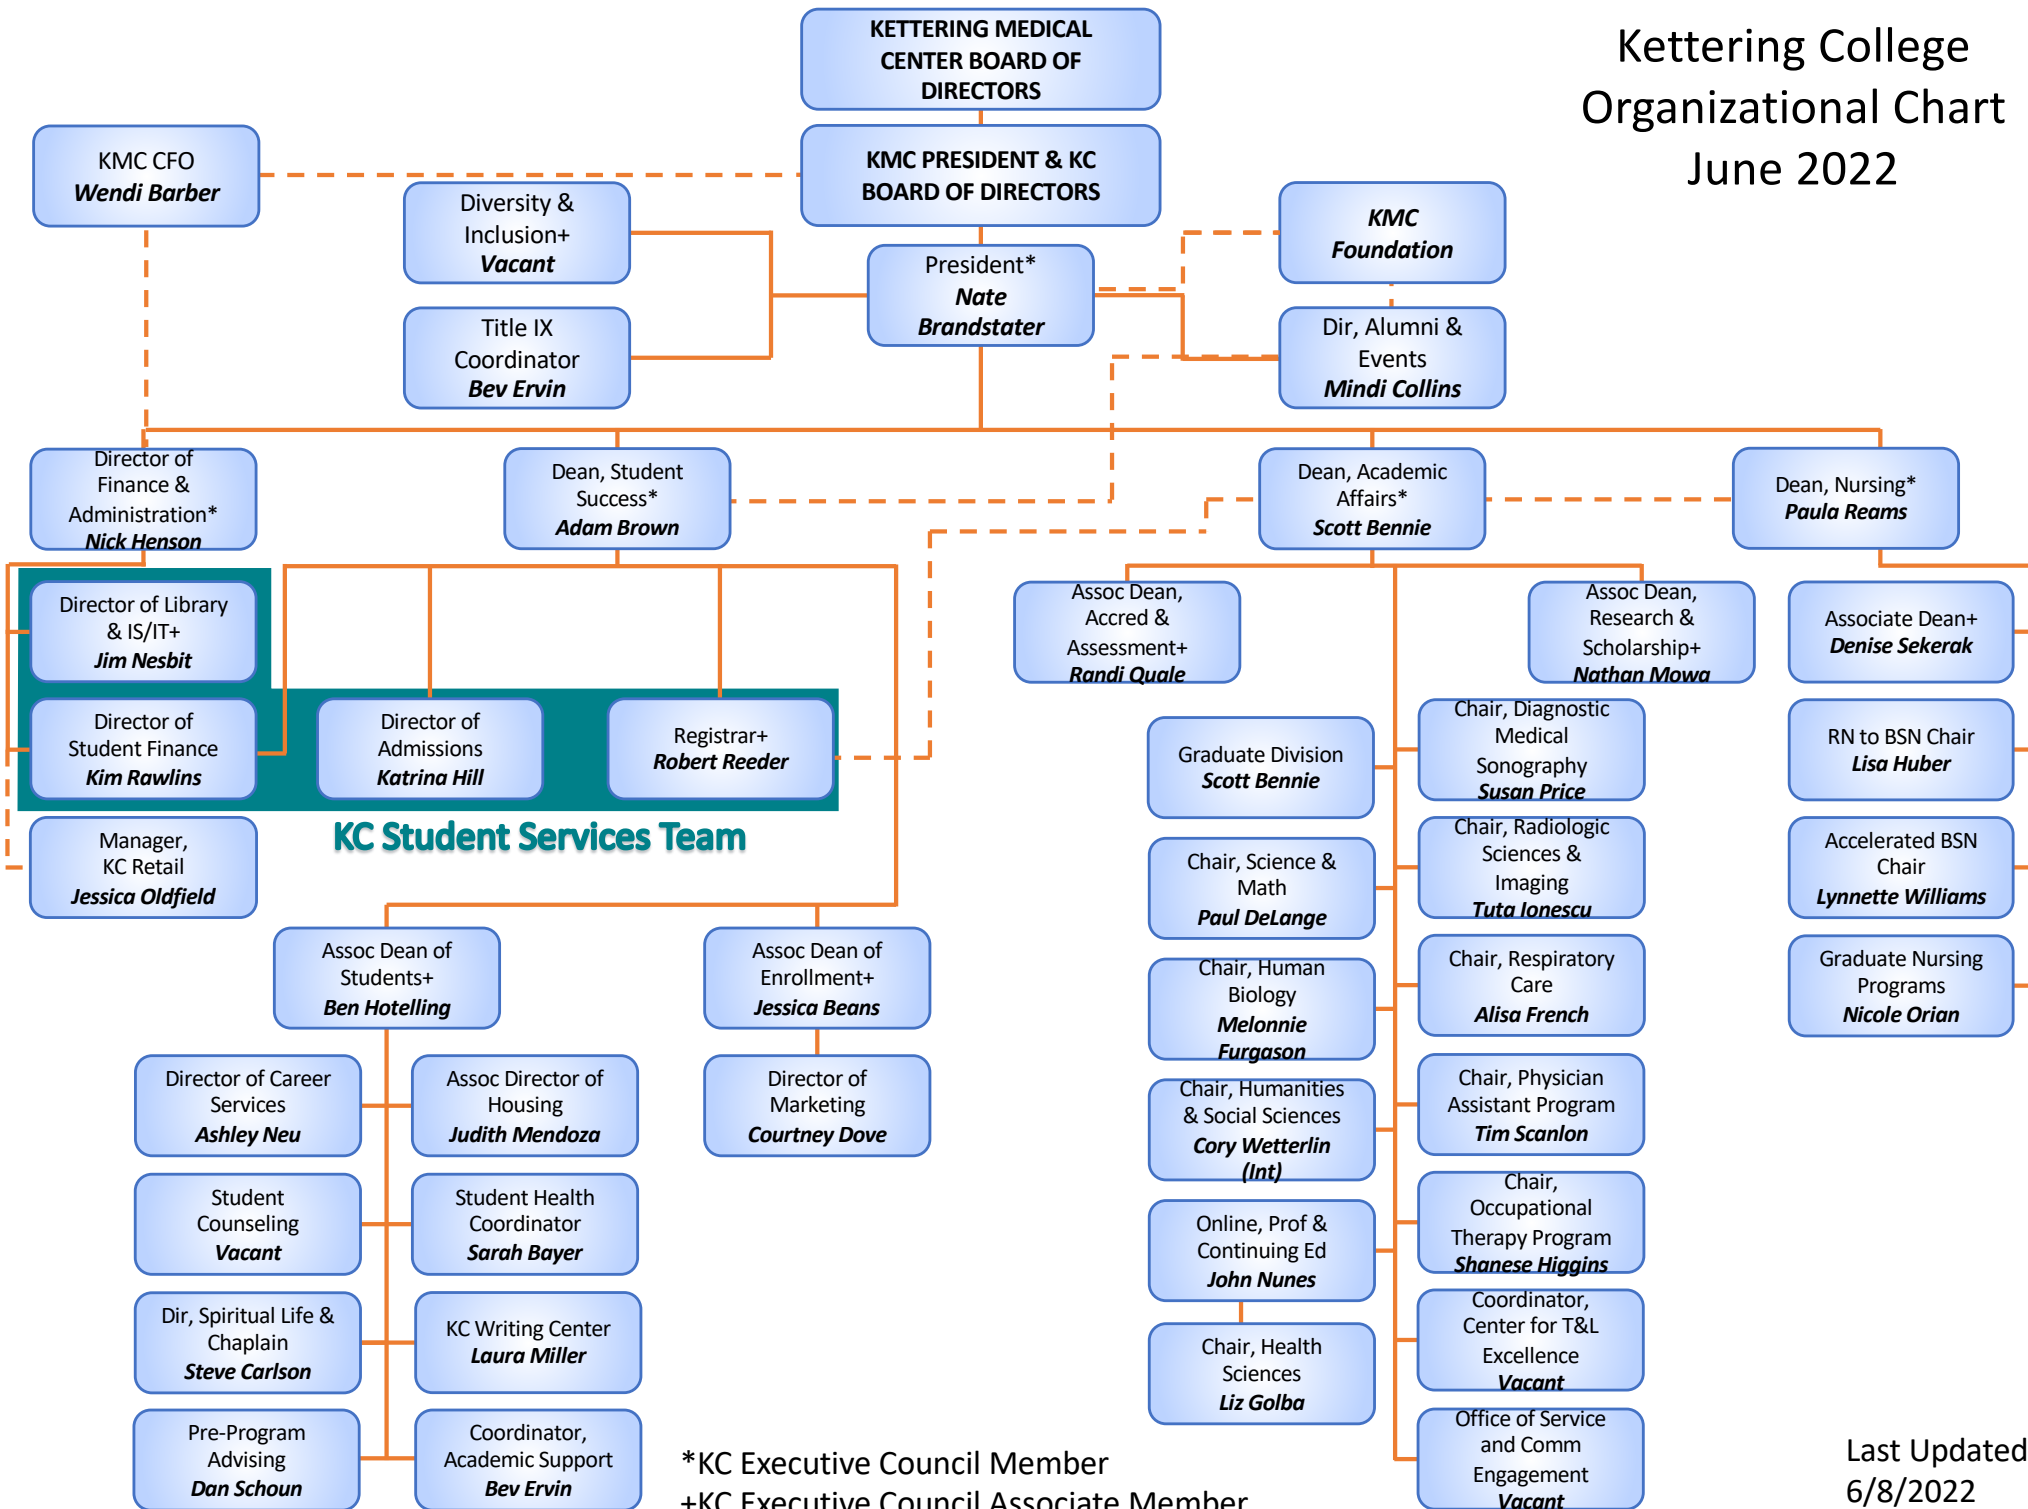 KETTERING MEDICAL
CENTER BOARD OF
DIRECTORS
Kettering College
Organizational Chart
June 2022
KMC CFO
Wendi Barber
KMC PRESIDENT & KC
BOARD OF DIRECTORS
Diversity &
Inclusion+
Vacant
KMC
Foundation
President*
Nate
Brandstater
Title IX
Coordinator
Bev Ervin
Dir, Alumni &
Events
Mindi Collins
Director of
Finance &
Administration*
Nick Henson
Dean, Student
Success*
Adam Brown
Dean, Academic
Affairs*
Scott Bennie
Dean, Nursing*
Paula Reams
Director of Library
& IS/IT+
Jim Nesbit
Assoc Dean,
Accred &
Assessment+
Randi Quale
Assoc Dean,
Research &
Scholarship+
Nathan Mowa
Associate Dean+
Denise Sekerak
Director of
Student Finance
Kim Rawlins
Director of
Admissions
Katrina Hill
Registrar+
Robert Reeder
Graduate Division
Scott Bennie
Chair, Diagnostic
Medical
Sonography
Susan Price
RN to BSN Chair
Lisa Huber
KC Student Services Team
Manager,
KC Retail
Jessica Oldfield
Chair, Science &
Math
Paul DeLange
Chair, Radiologic
Sciences &
Imaging
Tuta Ionescu
Accelerated BSN
Chair
Lynnette Williams
Assoc Dean of
Students+
Ben Hotelling
Assoc Dean of
Enrollment+
Jessica Beans
Chair, Human
Biology
Melonnie
Furgason
Chair, Respiratory
Care
Alisa French
Graduate Nursing
Programs
Nicole Orian
Director of Career
Services
Ashley Neu
Assoc Director of
Housing
Judith Mendoza
Director of
Marketing
Courtney Dove
Chair, Humanities
& Social Sciences
Cory Wetterlin
(Int)
Chair, Physician
Assistant Program
Tim Scanlon
Student
Counseling
Vacant
Student Health
Coordinator
Sarah Bayer
Online, Prof &
Continuing Ed
John Nunes
Chair,
Occupational
Therapy Program
Shanese Higgins
Dir, Spiritual Life &
Chaplain
Steve Carlson
KC Writing Center
Laura Miller
Chair, Health
Sciences
Liz Golba
Coordinator,
Center for T&L
Excellence
Vacant
Pre-Program
Advising
Dan Schoun
Coordinator,
Academic Support
Bev Ervin
Office of Service
and Comm
Engagement
Vacant
*KC Executive Council Member
+KC Executive Council Associate Member
Last Updated
6/8/2022